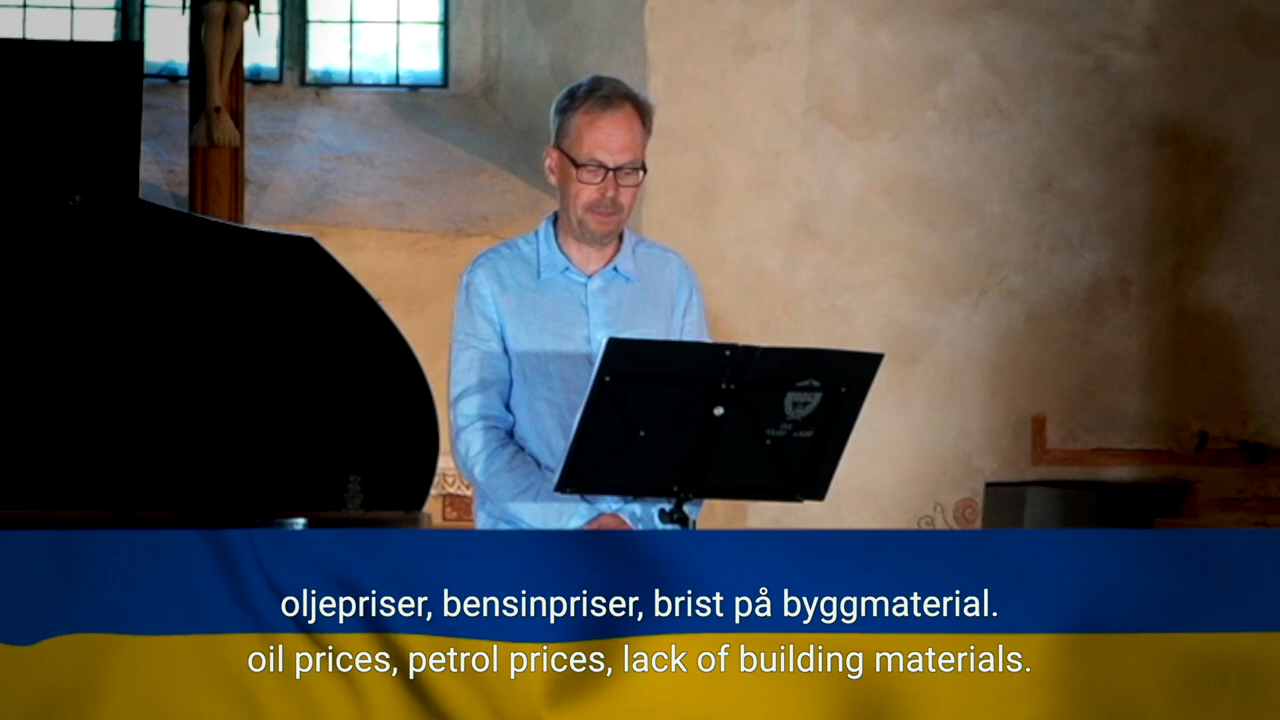 oljepriser, bensinpriser, brist på byggmaterial.
oil prices, petrol prices, lack of building materials.